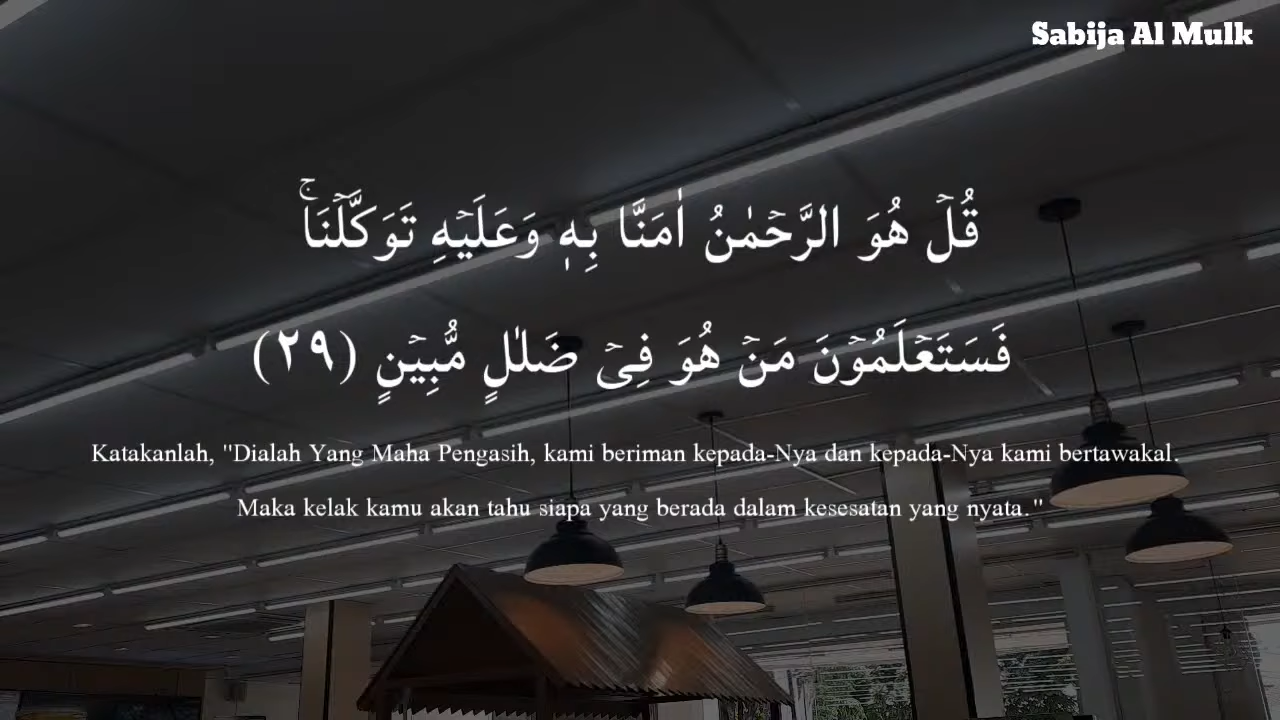 Sabija Al Mulk
قُلْ هُوَ الرَّحْمٰنُ اٰمَنَّا بِهٖ وَعَلَيْهِ تَوَكَّلْنَاۚ
فَسَتَعْلَمُوْنَ مَنْ هُوَ فِيْ ضَلٰلٍ مُّبِيْنٍ (٢٩)
Katakanlah, "Dialah Yang Maha Pengasih, kami beriman kepada-Nya dan kepada-Nya kami bertawakal.
Maka kelak kamu akan tahu siapa yang berada dalam kesesatan yang nyata."